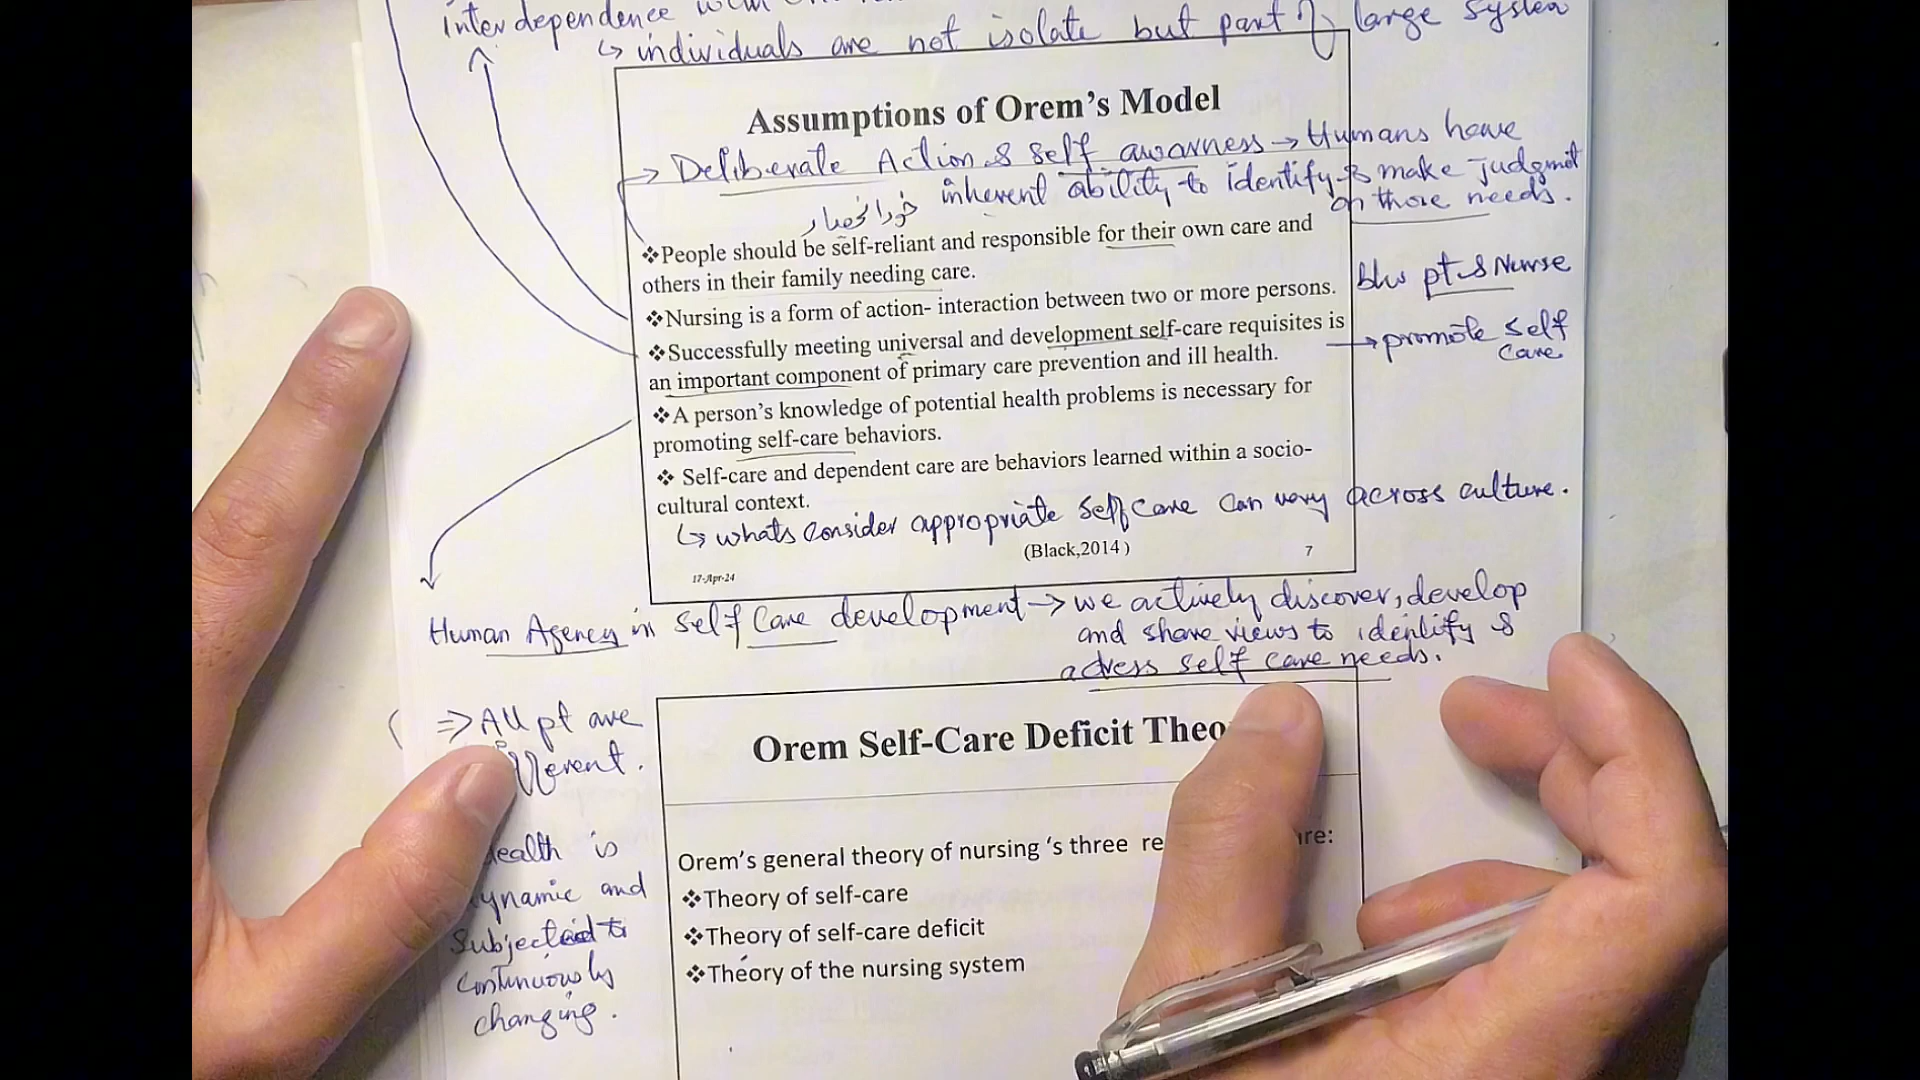 interdependence with
↳ individuals are not isolate but part of large system
Assumptions of Orem's Model
→ Deliberate Action & self awarness → Humans have
inherent ability to identify & make judgmnt
on those needs.
خود انحصار
❖People should be self-reliant and responsible for their own care and
others in their family needing care.
❖Nursing is a form of action- interaction between two or more persons.
b/w pt & Nurse
❖Successfully meeting universal and development self-care requisites is
an important component of primary care prevention and ill health.
→ promote self
care
❖A person's knowledge of potential health problems is necessary for
promoting self-care behaviors.
❖ Self-care and dependent care are behaviors learned within a socio-
cultural context.
↳ whats consider appropriate self care can vary across culture.
(Black,2014)
7
17-Apr-24
Human Agency in self care development → we actively discover, develop
and share views to identify &
adress self care needs.
⇒ All pt are
fferent.
ealth is
ynamic and
subjected to
continuously
changing.
Orem Self-Care Deficit Theo
Orem's general theory of nursing 's three re
❖Theory of self-care
❖Theory of self-care deficit
❖Theory of the nursing system